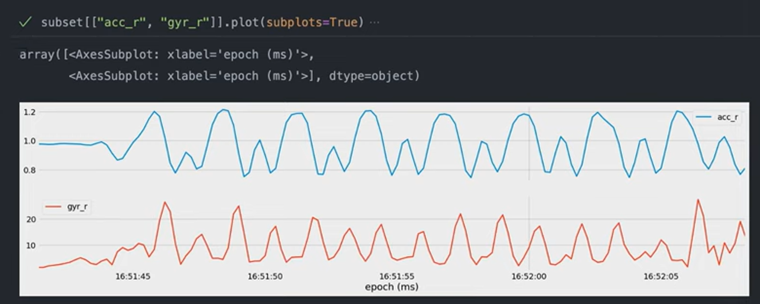 subset[["acc_r", "gyr_r"]].plot(subplots=True) ...
array([<AxesSubplot: xlabel='epoch (ms)'>,
<AxesSubplot: xlabel='epoch (ms)'>], dtype=object)
1.2
acc_r
1.0
0.8
gyr_r
20
10
16:51:45
16:51:50
16:51:55
16:52:00
16:52:05
epoch (ms)